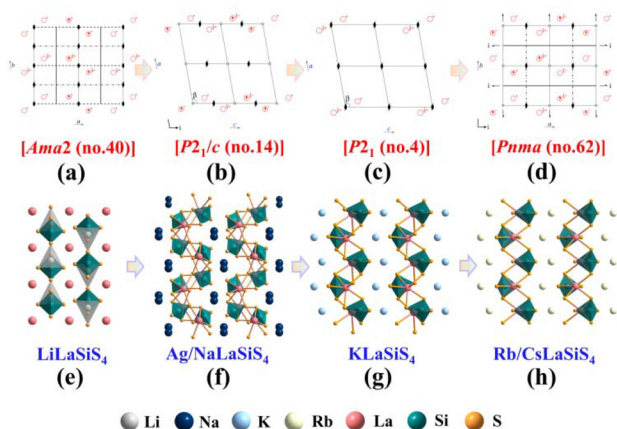 [Ama2 (no.40)] [P2₁/c (no.14)] [P2₁ (no.4)] [Pnma (no.62)]
(a) (b) (c) (d)
LiLaSiS₄ Ag/NaLaSiS₄ KLaSiS₄ Rb/CsLaSiS₄
(e) (f) (g) (h)
Li Na K Rb La Si S